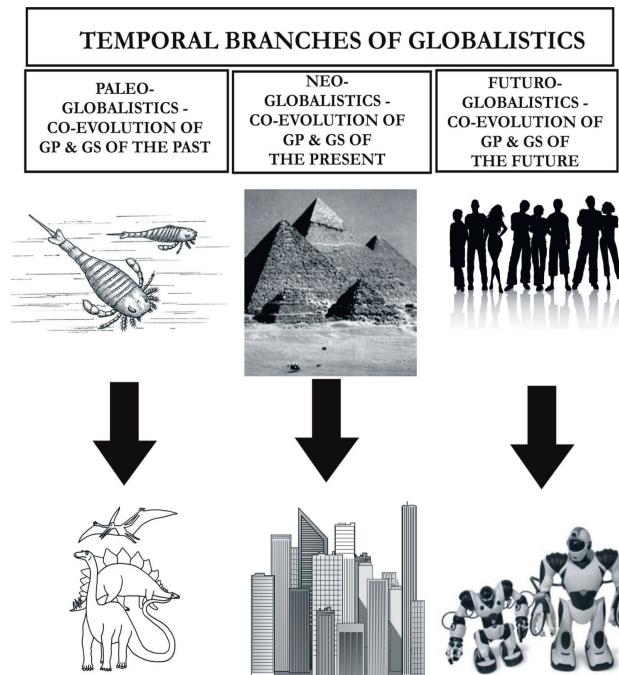 TEMPORAL BRANCHES OF GLOBALISTICS
PALEO-
GLOBALISTICS -
CO-EVOLUTION OF
GP & GS OF THE PAST
NEO-
GLOBALISTICS -
CO-EVOLUTION OF
GP & GS OF
THE PRESENT
FUTURO-
GLOBALISTICS -
CO-EVOLUTION OF
GP & GS OF
THE FUTURE